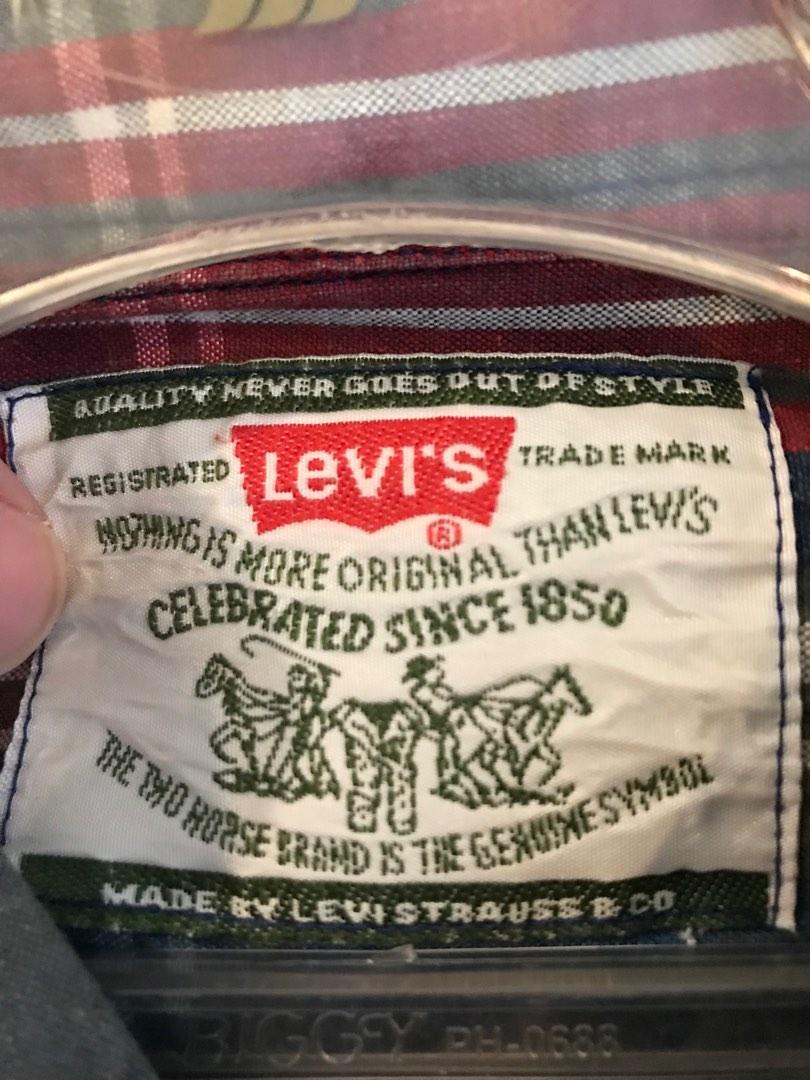 QUALITY NEVER GOES OUT OF STYLE
REGISTRATED LEVI'S TRADE MARK
®
NOTHING IS MORE ORIGINAL THAN LEVI'S
CELEBRATED SINCE 1850
THE TWO HORSE BRAND IS THE GENUINE SYMBOL
MADE BY LEVI STRAUSS & CO
BIGGY PH-0688